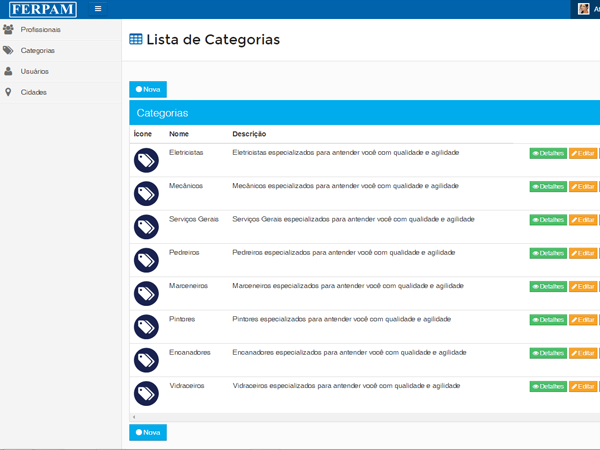 FERPAM
Profissionais
Categorias
Usuários
Cidades
Lista de Categorias
Nova
Categorias
Ícone Nome Descrição
Eletricistas Eletricistas especializados para antender você com qualidade e agilidade Detalhes Editar
Mecânicos Mecânicos especializados para antender você com qualidade e agilidade Detalhes Editar
Serviços Gerais Serviços Gerais especializados para antender você com qualidade e agilidade Detalhes Editar
Pedreiros Pedreiros especializados para antender você com qualidade e agilidade Detalhes Editar
Marceneiros Marceneiros especializados para antender você com qualidade e agilidade Detalhes Editar
Pintores Pintores especializados para antender você com qualidade e agilidade Detalhes Editar
Encanadores Encanadores especializados para antender você com qualidade e agilidade Detalhes Editar
Vidraceiros Vidraceiros especializados para antender você com qualidade e agilidade Detalhes Editar
Nova